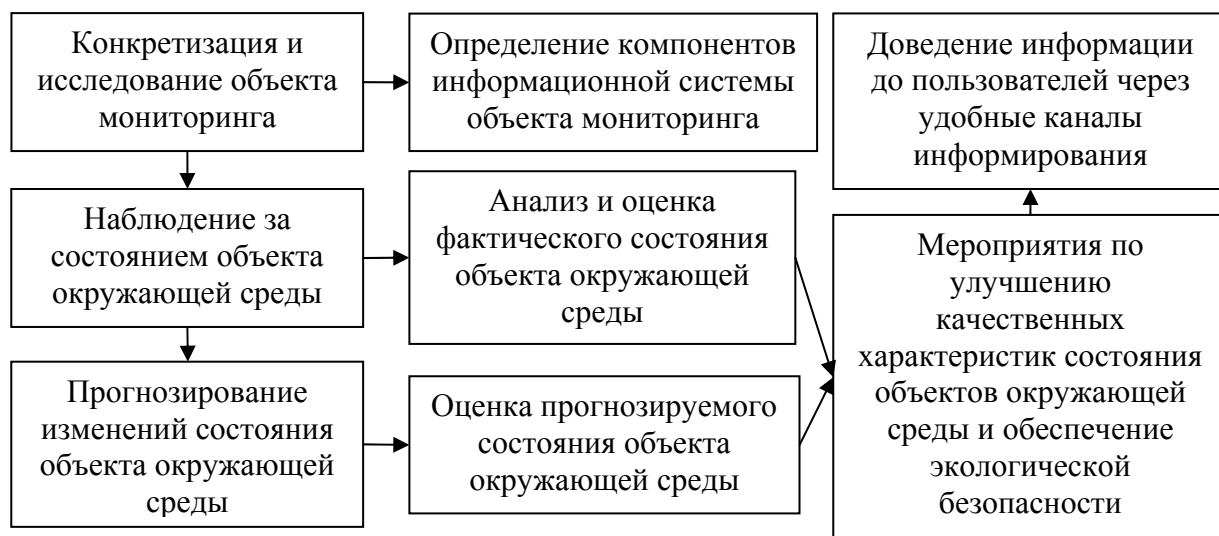 Конкретизация и
исследование объекта
мониторинга
Определение компонентов
информационной системы
объекта мониторинга
Доведение информации
до пользователей через
удобные каналы
информирования
Наблюдение за
состоянием объекта
окружающей среды
Анализ и оценка
фактического состояния
объекта окружающей
среды
Мероприятия по
улучшению
качественных
характеристик состояния
объектов окружающей
среды и обеспечение
экологической
безопасности
Прогнозирование
изменений состояния
объекта окружающей
среды
Оценка прогнозируемого
состояния объекта
окружающей среды